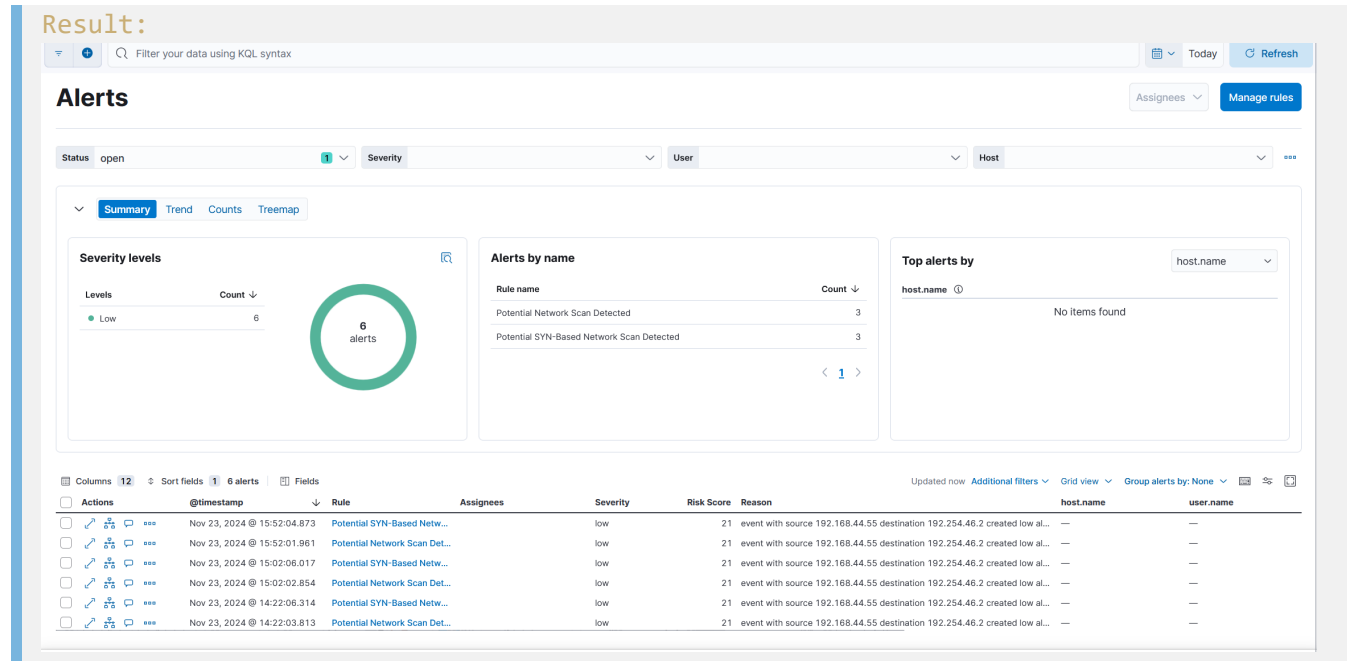 Result:
Filter your data using KQL syntax
Today
Refresh
Alerts
Assignees
Manage rules
Status open 1
Severity
User
Host
Summary Trend Counts Treemap
Severity levels
Levels Count
Low 6
6
alerts
Alerts by name
Rule name Count
Potential Network Scan Detected 3
Potential SYN-Based Network Scan Detected 3
1
Top alerts by host.name
host.name
No items found
Columns 12 Sort fields 1 6 alerts Fields Updated now Additional filters Grid view Group alerts by: None
Actions @timestamp Rule Assignees Severity Risk Score Reason host.name user.name
Nov 23, 2024 @ 15:52:04.873 Potential SYN-Based Netw... low 21 event with source 192.168.44.55 destination 192.254.46.2 created low al... — —
Nov 23, 2024 @ 15:52:01.961 Potential Network Scan Det... low 21 event with source 192.168.44.55 destination 192.254.46.2 created low al... — —
Nov 23, 2024 @ 15:02:06.017 Potential SYN-Based Netw... low 21 event with source 192.168.44.55 destination 192.254.46.2 created low al... — —
Nov 23, 2024 @ 15:02:02.854 Potential Network Scan Det... low 21 event with source 192.168.44.55 destination 192.254.46.2 created low al... — —
Nov 23, 2024 @ 14:22:06.314 Potential SYN-Based Netw... low 21 event with source 192.168.44.55 destination 192.254.46.2 created low al... — —
Nov 23, 2024 @ 14:22:03.813 Potential Network Scan Det... low 21 event with source 192.168.44.55 destination 192.254.46.2 created low al... — —